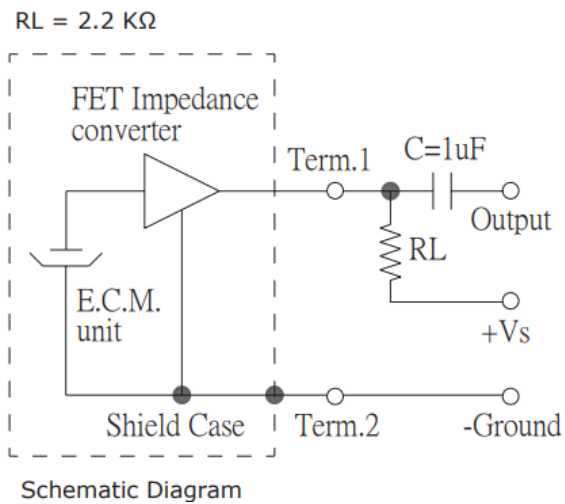 RL = 2.2 KΩ
FET Impedance
converter
Term.1
C=1uF
Output
RL
+Vs
E.C.M.
unit
Shield Case
Term.2
-Ground
Schematic Diagram